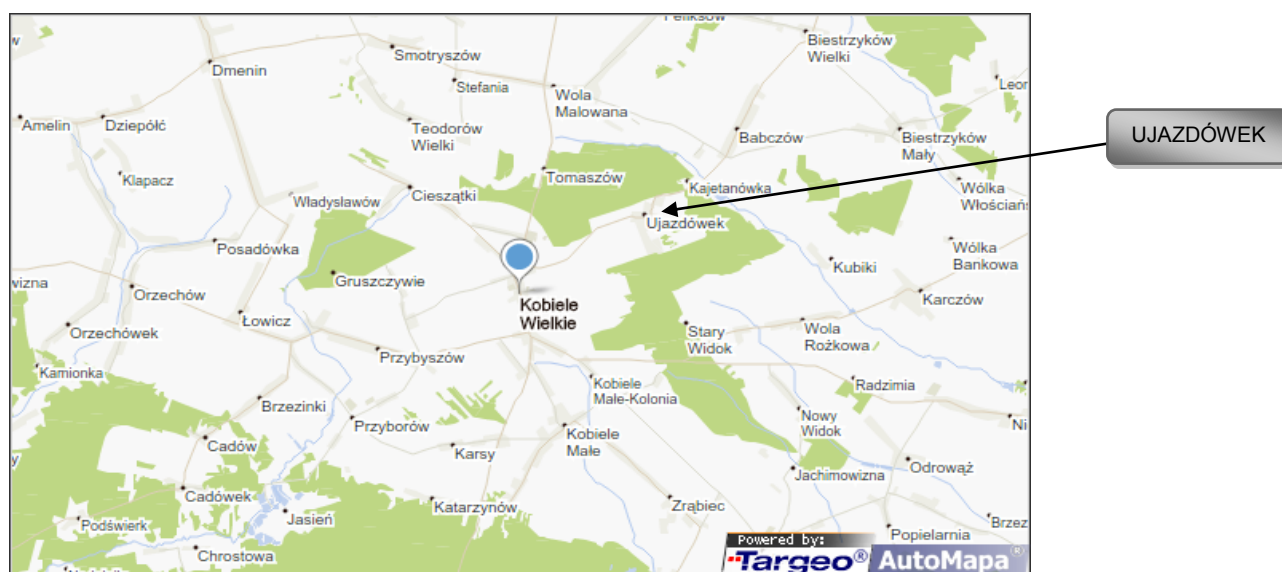 Biestrzyków
Wielki
Smotryszów
Dmenin
Stefania
Wola
Malowana
Amelin
Dziepółć
Teodorów
Wielki
Babczów
Biestrzyków
Mały
UJAZDÓWEK
Klapacz
Tomaszów
Kajetanówka
Wólka
Władysławów
Cieszątki
Ujazdówek
Posadówka
Wólka
Bankowa
Kubiki
Gruszczywie
Orzechów
Karczów
Kobiele
Wielkie
Łowicz
Orzechówek
Stary
Widok
Wola
Rożkowa
Przybyszów
Kamionka
Kobiele
Małe-Kolonia
Radzimia
Brzezinki
Nowy
Widok
Przyborów
Kobiele
Małe
Cadów
Karsy
Odrowąż
Jachimowizna
Cadówek
Katarzynów
Zrąbiec
Jasień
Podświerk
Popielarnia
Powered by:
Targeo® AutoMapa®
Chrostowa